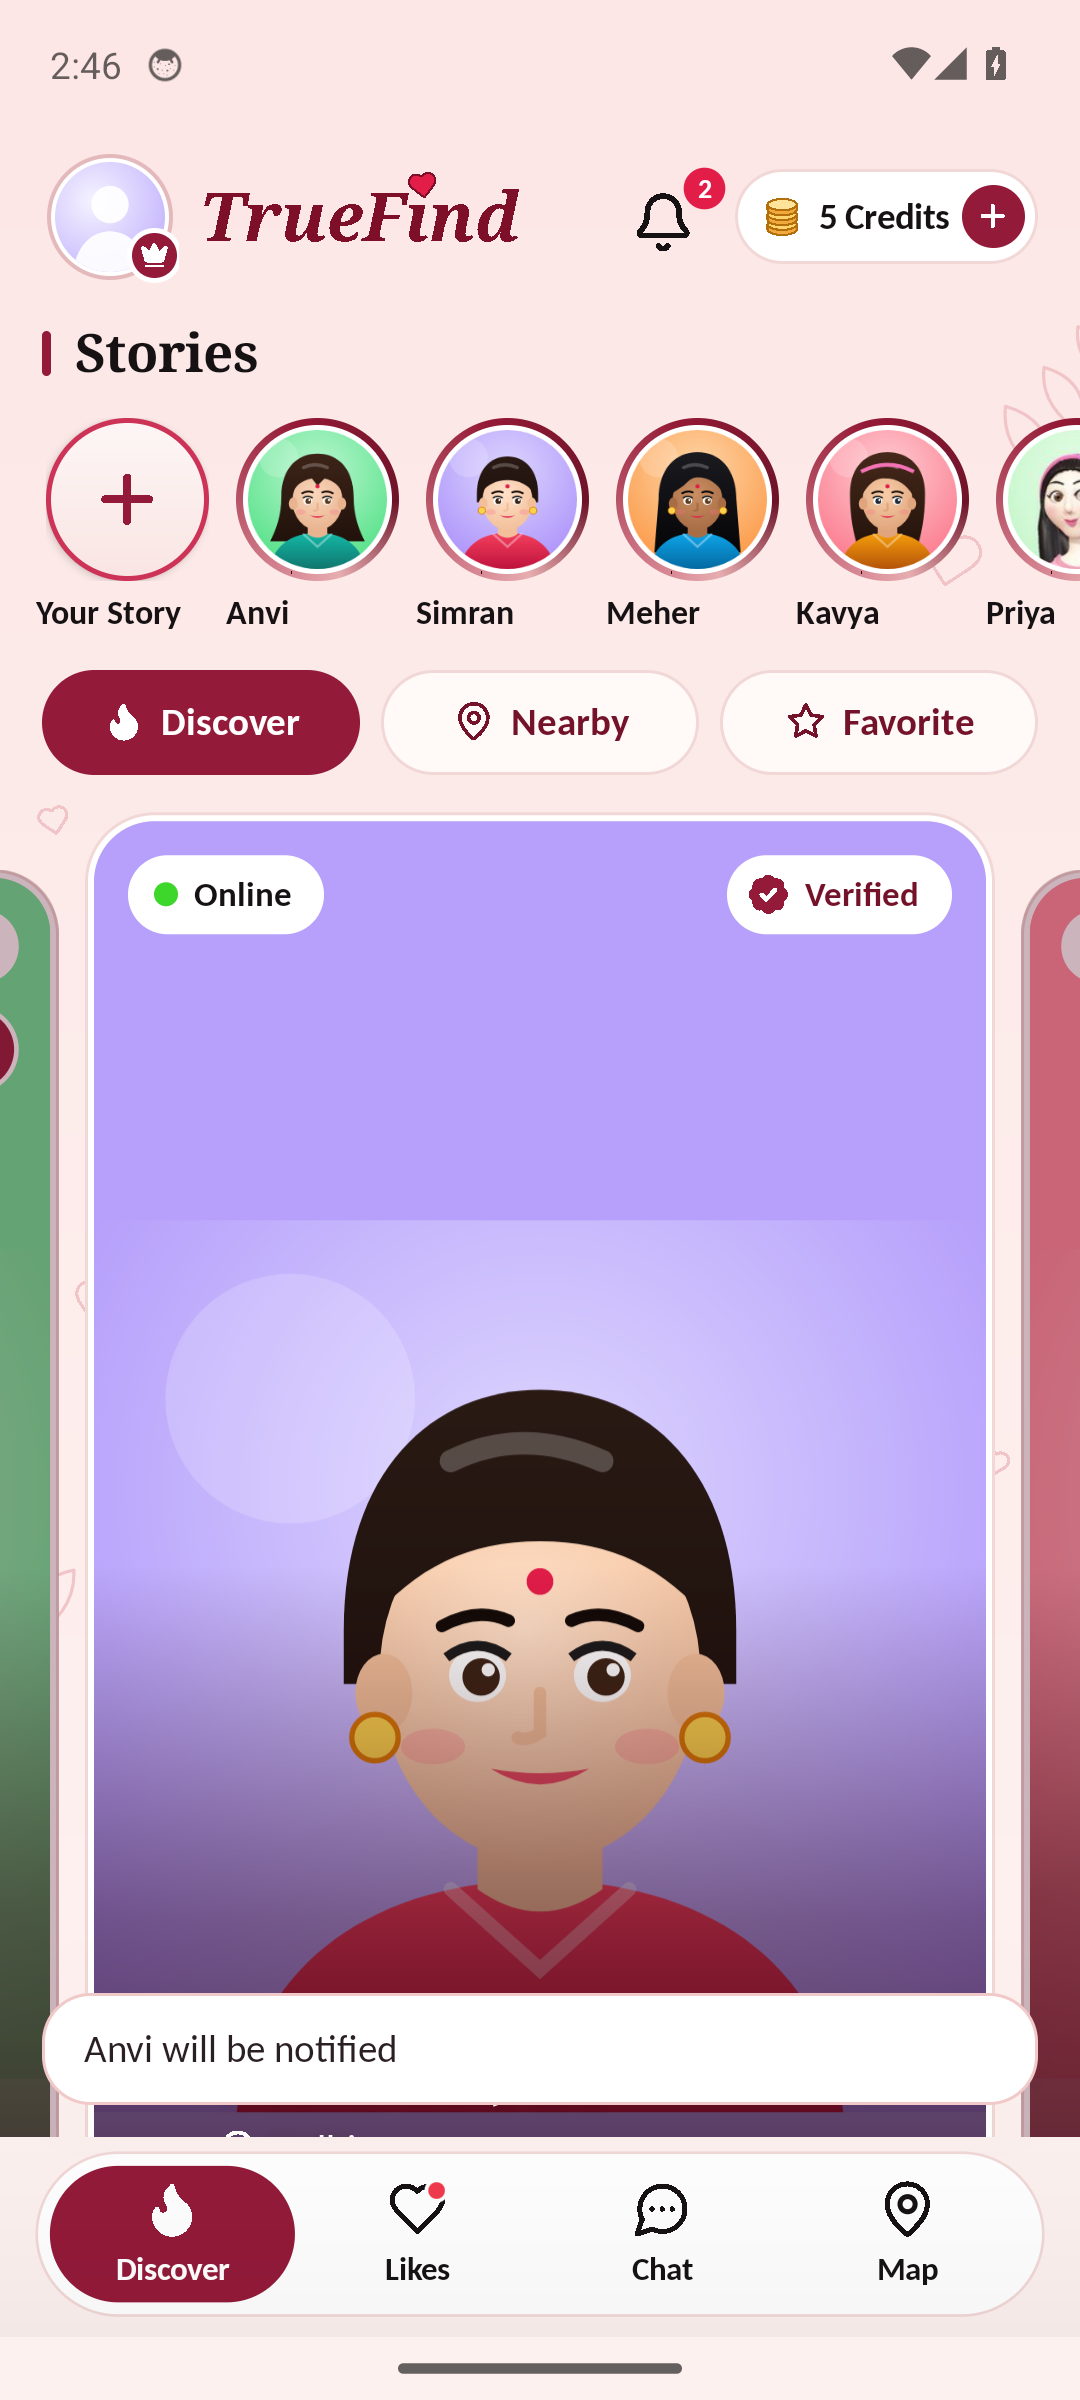 2:46
TrueFind
2
5 Credits
Stories
Your Story
Anvi
Simran
Meher
Kavya
Priya
Discover
Nearby
Favorite
Online
Verified
Anvi will be notified
Discover
Likes
Chat
Map